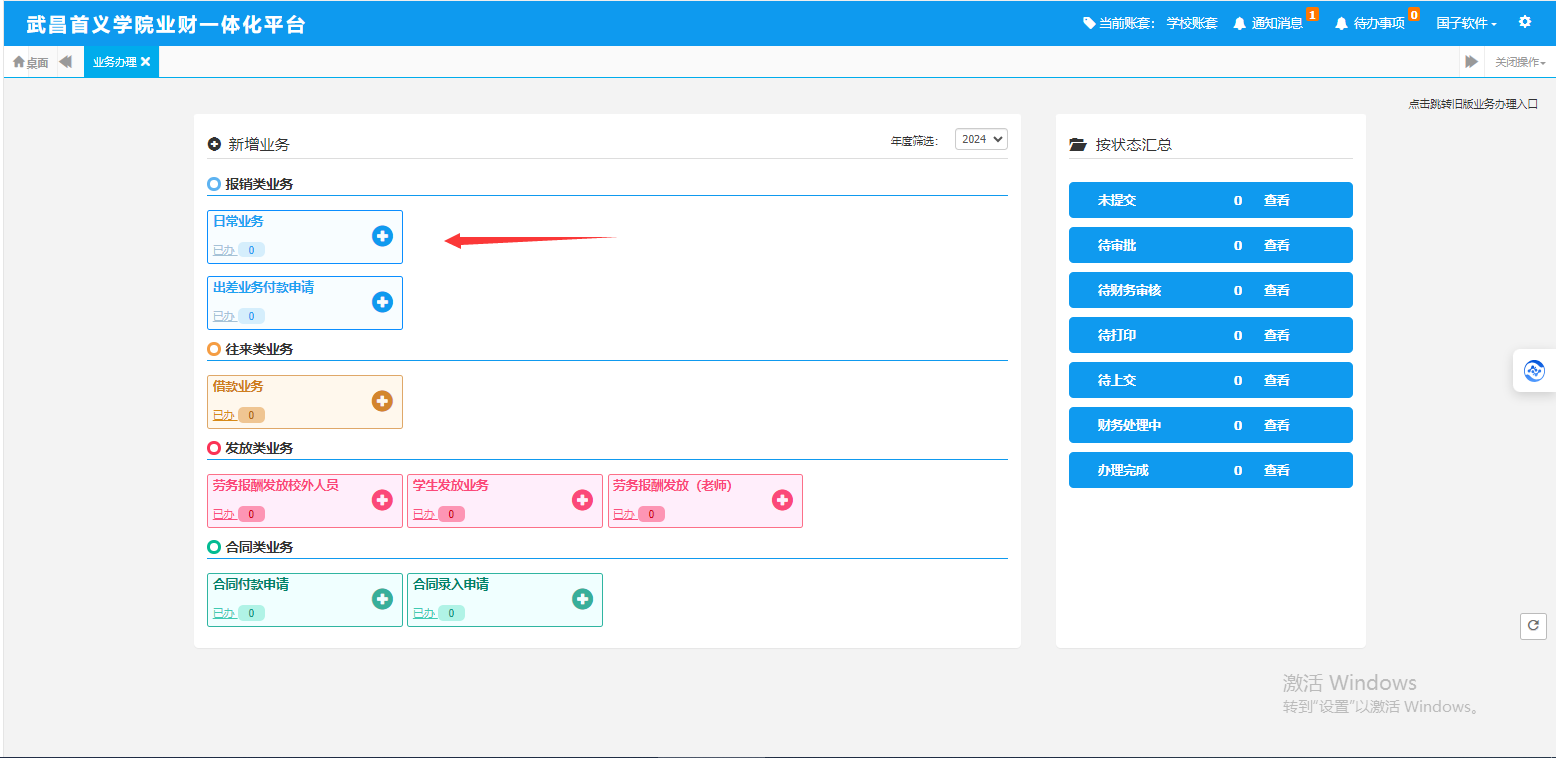 武昌首义学院业财一体化平台
当前账套： 学校账套 通知消息 1 待办事项 0 国子软件
桌面 业务办理 关闭操作
点击跳转旧版业务办理入口
新增业务 年度筛选： 2024
报销类业务
日常业务
已办 0
出差业务付款申请
已办 0
往来类业务
借款业务
已办 0
发放类业务
劳务报酬发放校外人员 学生发放业务 劳务报酬发放（老师）
已办 0 已办 0 已办 0
合同类业务
合同付款申请 合同录入申请
已办 0 已办 0
按状态汇总
未提交 0 查看
待审批 0 查看
待财务审核 0 查看
待打印 0 查看
待上交 0 查看
财务处理中 0 查看
办理完成 0 查看
激活 Windows
转到"设置"以激活 Windows。